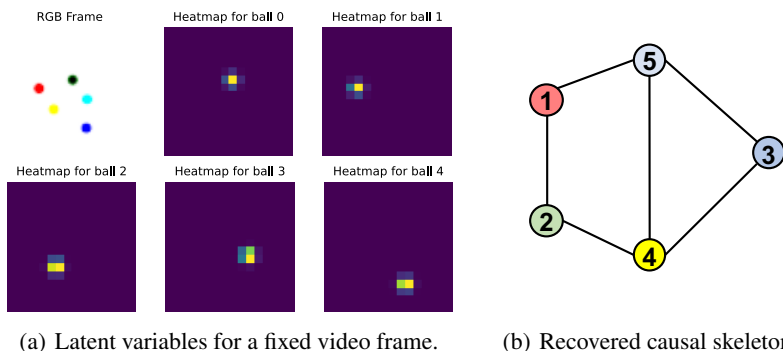 RGB Frame
Heatmap for ball 0
Heatmap for ball 1
Heatmap for ball 2
Heatmap for ball 3
Heatmap for ball 4
5
1
3
2
4
(a) Latent variables for a fixed video frame.
(b) Recovered causal skeleton